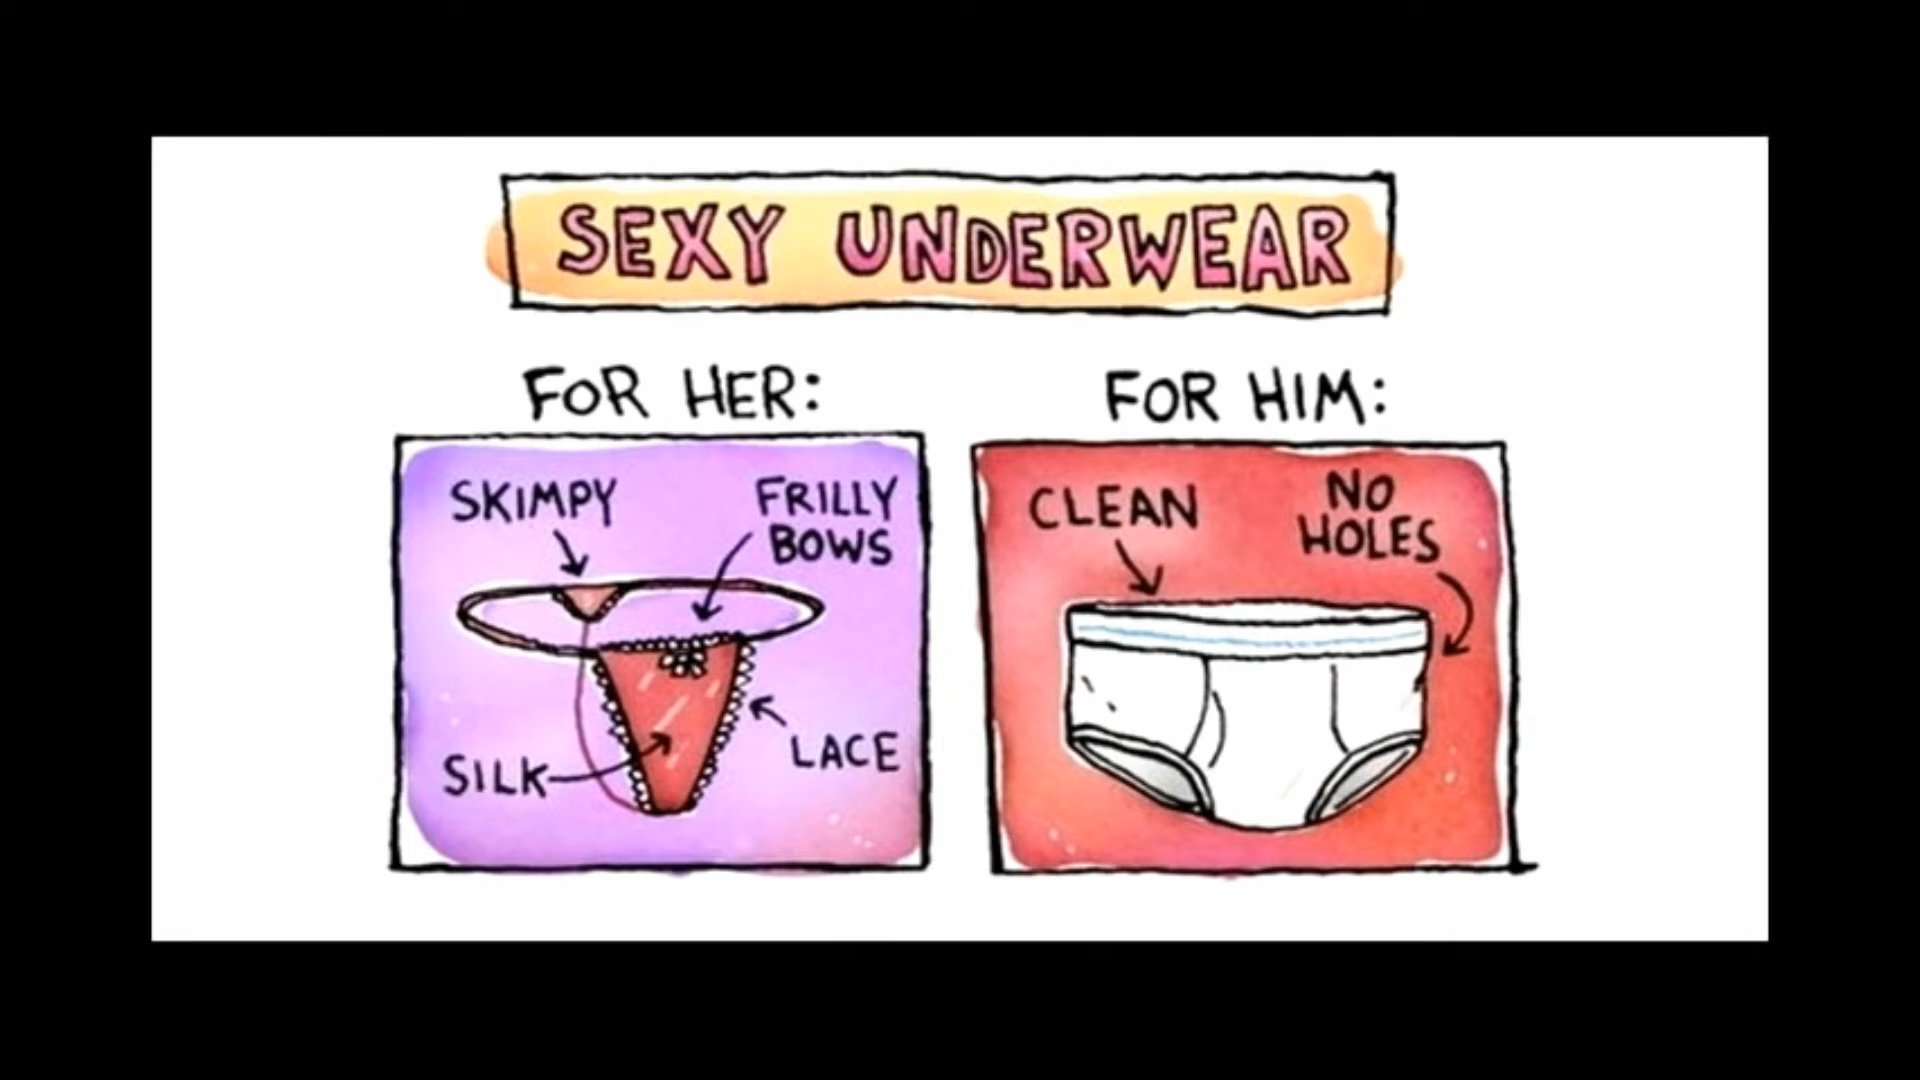 SEXY UNDERWEAR
FOR HER:
SKIMPY
FRILLY
BOWS
SILK
LACE
FOR HIM:
CLEAN
NO
HOLES